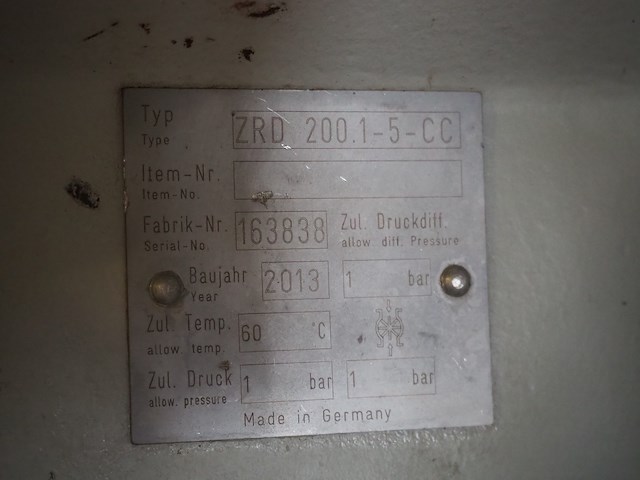 Typ ZRD 200.1-5-CC
Type
Item-Nr.
Item-No.
Fabrik-Nr. 163838 Zul. Druckdiff.
Serial-No. allow. diff. Pressure
Baujahr 2013 1 bar
Year
Zul. Temp. 60 °C
allow. temp.
Zul. Druck 1 bar 1 bar
allow. pressure
Made in Germany